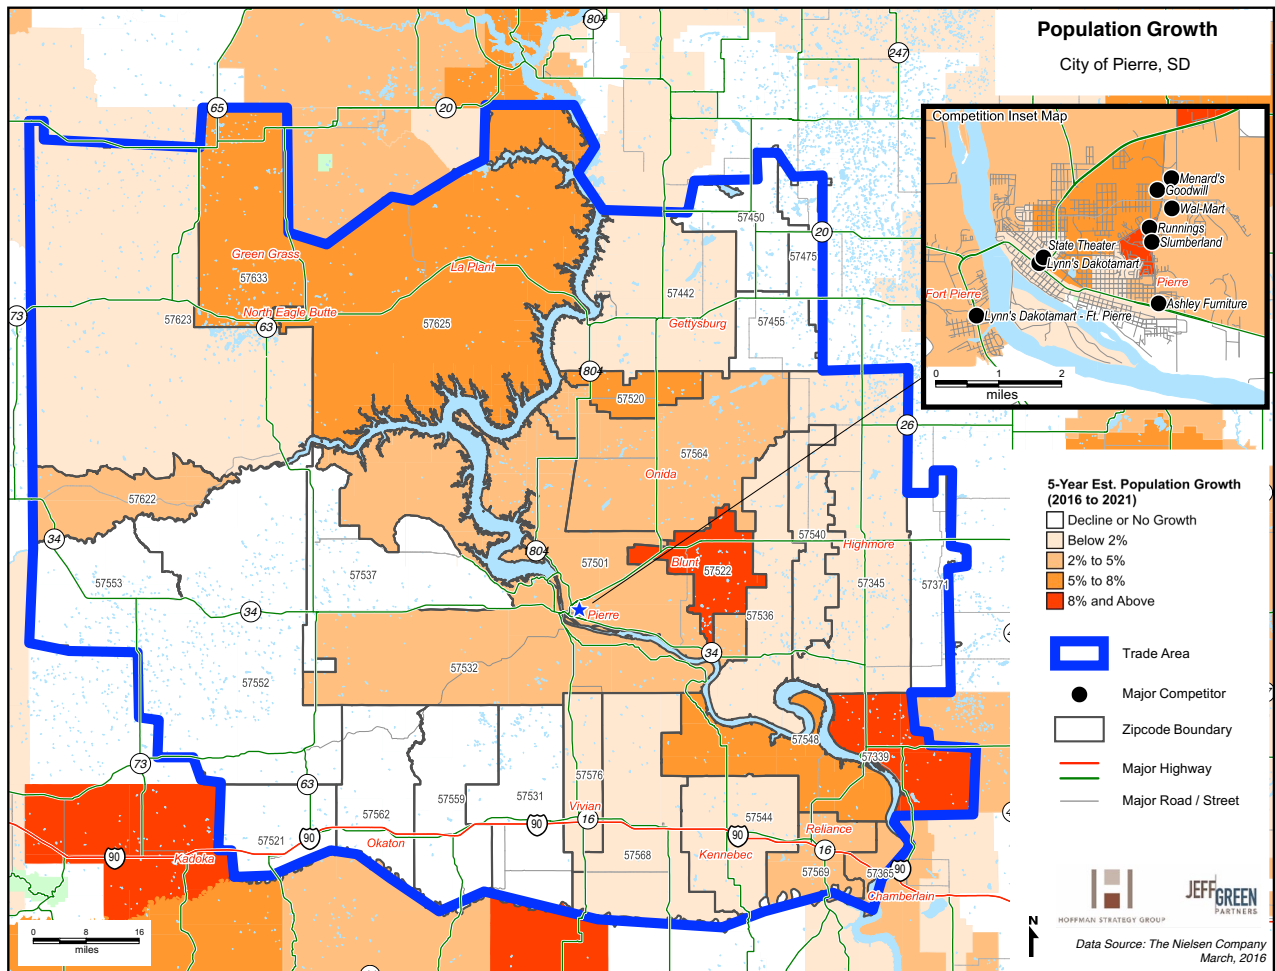 Population Growth
City of Pierre, SD
Competition Inset Map
Menard's
Goodwill
Wal-Mart
Runnings
Slumberland
State Theater
Lynn's Dakotamart
Pierre
Fort Pierre
Ashley Furniture
Lynn's Dakotamart - Ft. Pierre
0 1 2
miles
1804
247
65
20
57450
20
57475
Green Grass
La Plant
57633
57442
73
57623
North Eagle Butte
63
57625
Gettysburg
57455
1804
57520
26
57564
Onida
57622
34
1804
57540
Highmore
57501
Blunt
57522
57553
57537
57345
57371
34
Pierre
57536
34
57532
57552
57548
57339
73
63
57576
57559
57531
57562
Vivian
16
57544
57521
90
Okaton
90
90
Reliance
90
Kadoka
57568
Kennebec
16
57569
57365
90
Chamberlain
0 8 16
miles
5-Year Est. Population Growth
(2016 to 2021)
Decline or No Growth
Below 2%
2% to 5%
5% to 8%
8% and Above
Trade Area
Major Competitor
Zipcode Boundary
Major Highway
Major Road / Street
HOFFMAN STRATEGY GROUP
JEFF GREEN
PARTNERS
N
Data Source: The Nielsen Company
March, 2016